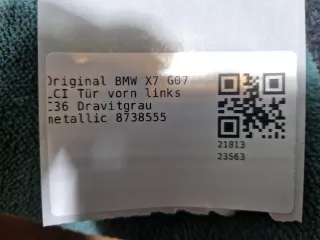 Original BMW X7 G07
LCI Tür vorn links
C36 Dravitgrau
metallic 8738555
21813
23563